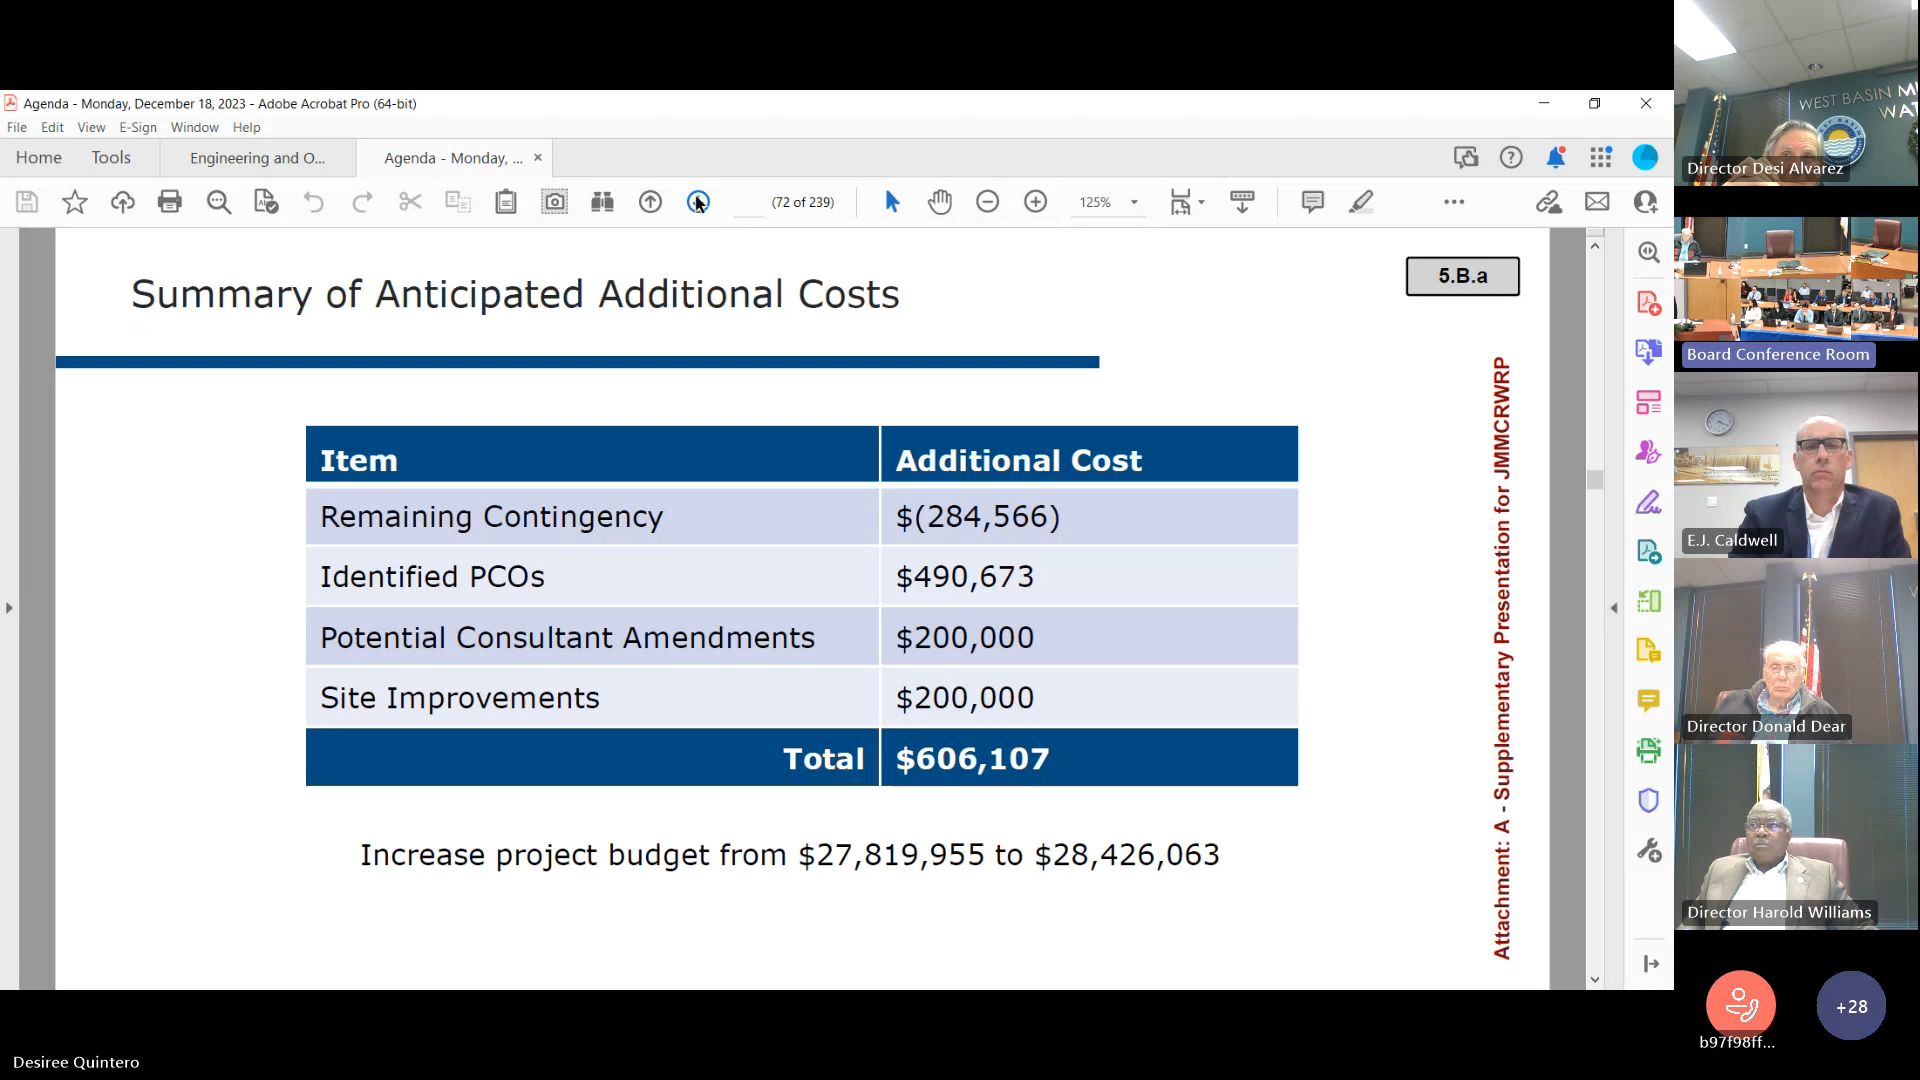 Agenda - Monday, December 18, 2023 - Adobe Acrobat Pro (64-bit)
File Edit View E-Sign Window Help
Home Tools Engineering and O... Agenda - Monday, ... ×
(72 of 239) 125%
Summary of Anticipated Additional Costs
5.B.a
Item Additional Cost
Remaining Contingency $(284,566)
Identified PCOs $490,673
Potential Consultant Amendments $200,000
Site Improvements $200,000
Total $606,107
Increase project budget from $27,819,955 to $28,426,063
Attachment: A - Supplementary Presentation for JMMCRWRP
WEST BASIN
Director Desi Alvarez
Board Conference Room
E.J. Caldwell
Director Donald Dear
Director Harold Williams
b97f98ff...
+28
Desiree Quintero